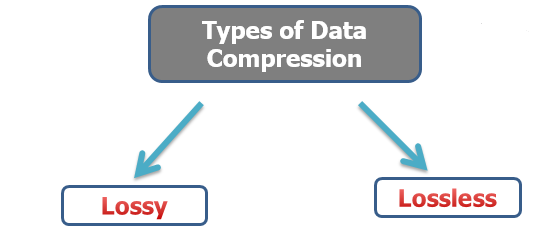 Types of Data
Compression
Lossy
Lossless